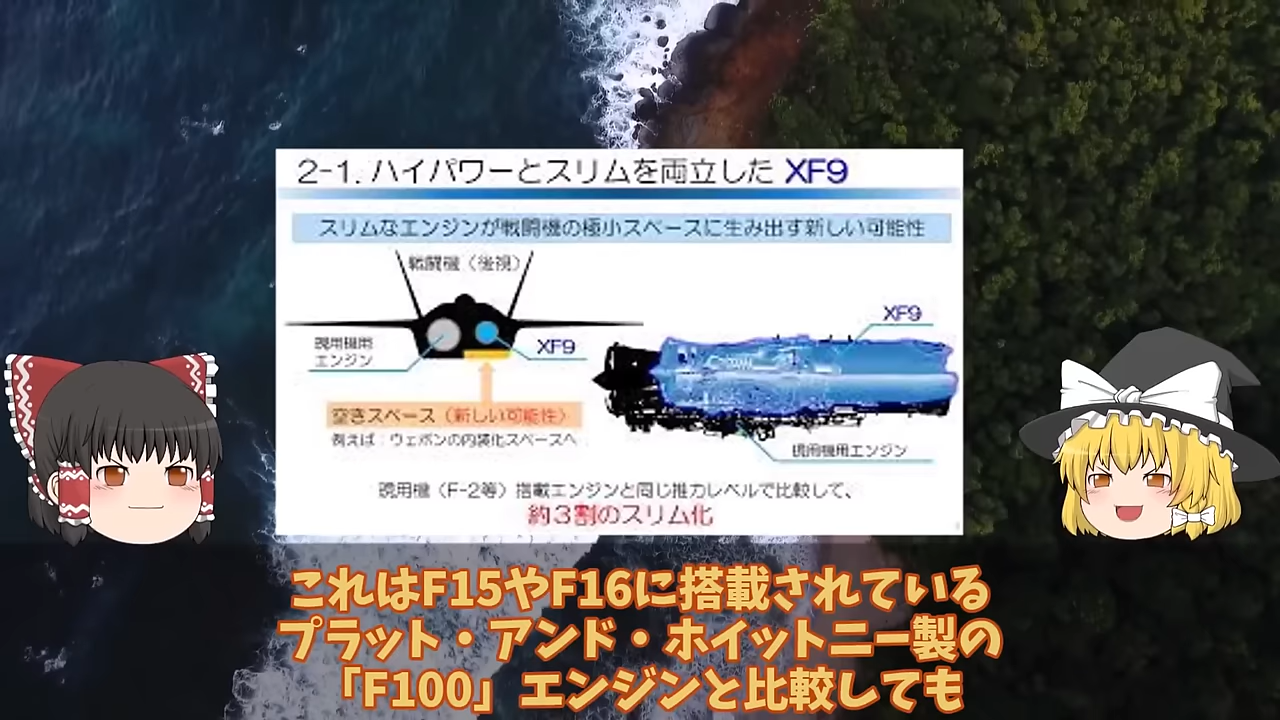 2-1. ハイパワーとスリムを両立した XF9
スリムなエンジンが戦闘機の極小スペースに生み出す新しい可能性
戦闘機（後視）
XF9
現用機用
エンジン
XF9
空きスペース（新しい可能性）
例えば：ウェポンの内装化スペースへ
現用機用エンジン
現用機（F-2等）搭載エンジンと同じ推力レベルで比較して、
約3割のスリム化
これはF15やF16に搭載されている
プラット・アンド・ホイットニー製の
「F100」エンジンと比較しても